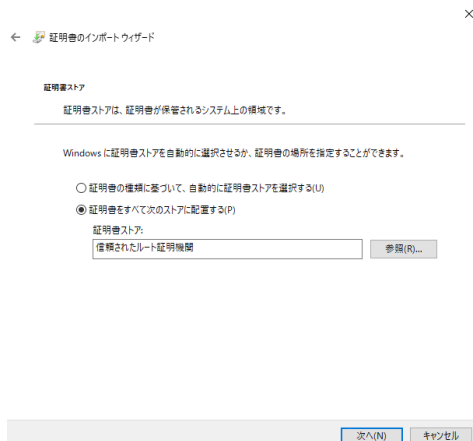 証明書のインポート ウィザード
証明書ストア
証明書ストアは、証明書が保管されるシステム上の領域です。
Windows に証明書ストアを自動的に選択させるか、証明書の場所を指定することができます。
証明書の種類に基づいて、自動的に証明書ストアを選択する(U)
証明書をすべて次のストアに配置する(P)
証明書ストア:
信頼されたルート証明機関
参照(R)...
次へ(N)
キャンセル